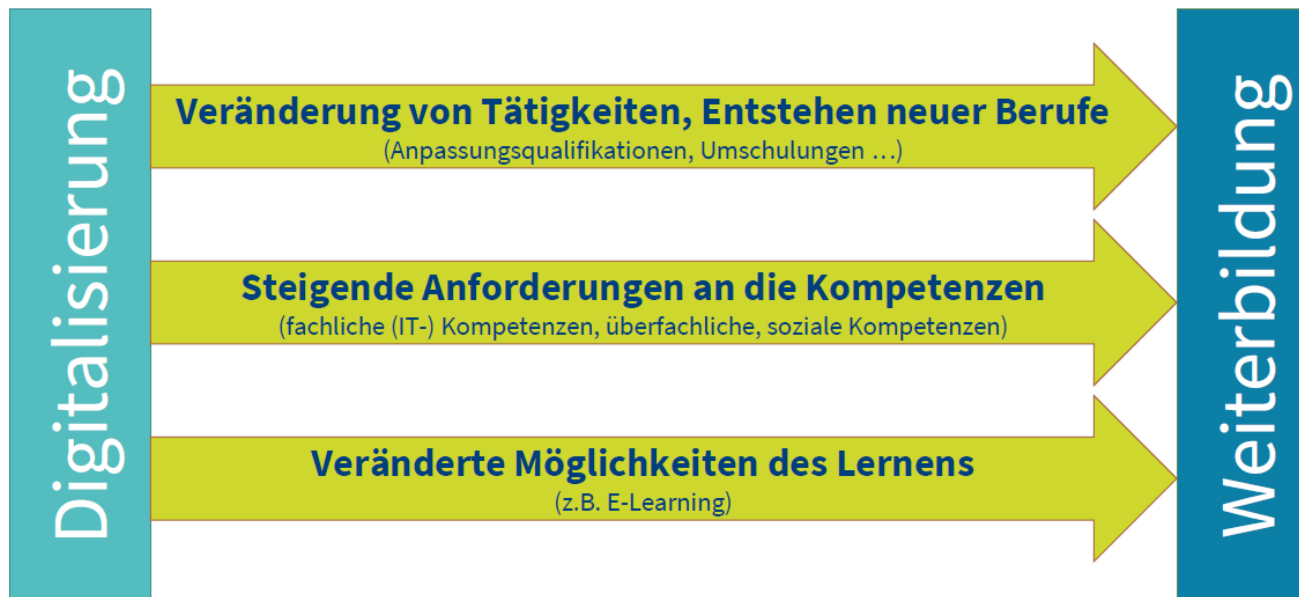 Digitalisierung
Veränderung von Tätigkeiten, Entstehen neuer Berufe
(Anpassungsqualifikationen, Umschulungen …)
Steigende Anforderungen an die Kompetenzen
(fachliche (IT-) Kompetenzen, überfachliche, soziale Kompetenzen)
Veränderte Möglichkeiten des Lernens
(z.B. E-Learning)
Weiterbildung